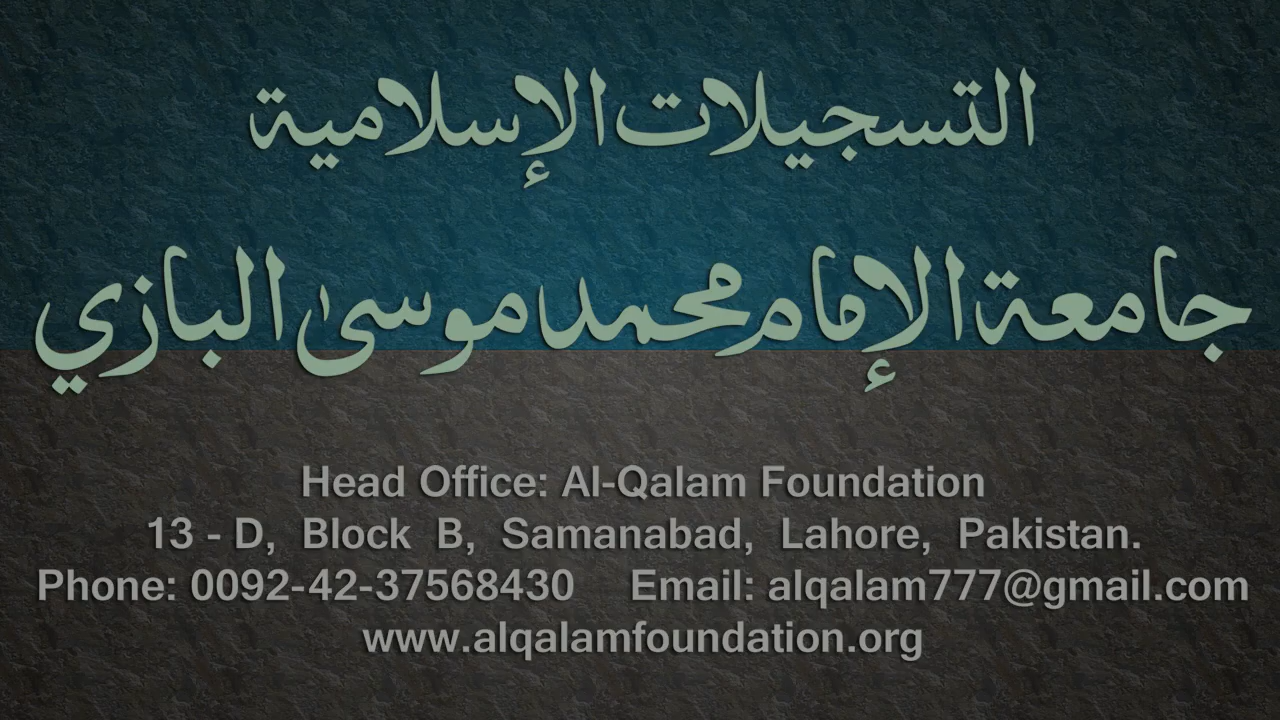 التسجيلات الإسلامية
جامعة الإمام محمد موسىٰ البازي
Head Office: Al-Qalam Foundation
13 - D, Block B, Samanabad, Lahore, Pakistan.
Phone: 0092-42-37568430 Email: alqalam777@gmail.com
www.alqalamfoundation.org